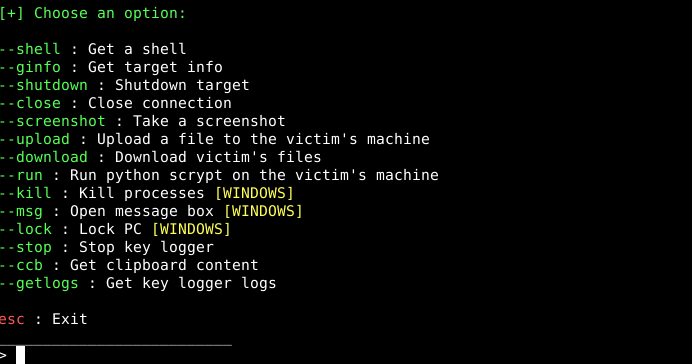 [+] Choose an option:
--shell : Get a shell
--ginfo : Get target info
--shutdown : Shutdown target
--close : Close connection
--screenshot : Take a screenshot
--upload : Upload a file to the victim's machine
--download : Download victim's files
--run : Run python scrypt on the victim's machine
--kill : Kill processes [WINDOWS]
--msg : Open message box [WINDOWS]
--lock : Lock PC [WINDOWS]
--stop : Stop key logger
--ccb : Get clipboard content
--getlogs : Get key logger logs
esc : Exit
__________________________
>